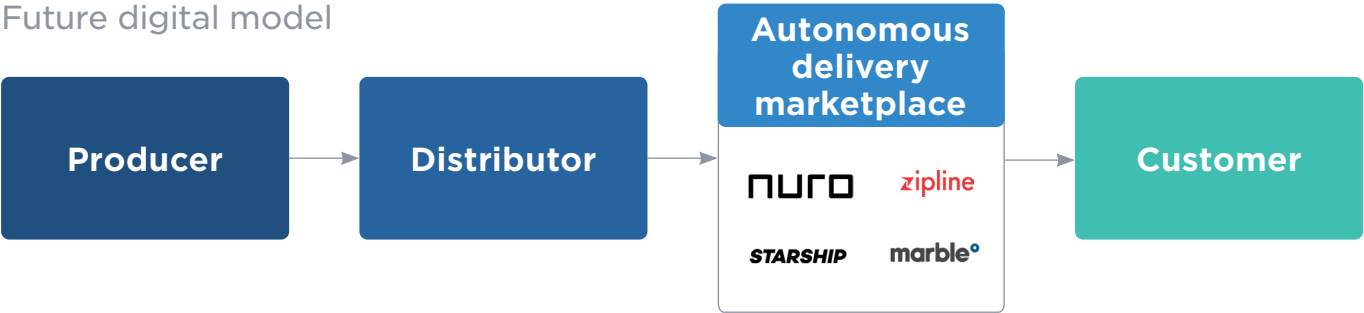 Future digital model
Producer
Distributor
Autonomous
delivery
marketplace
nuro
zipline
STARSHIP
marble
Customer